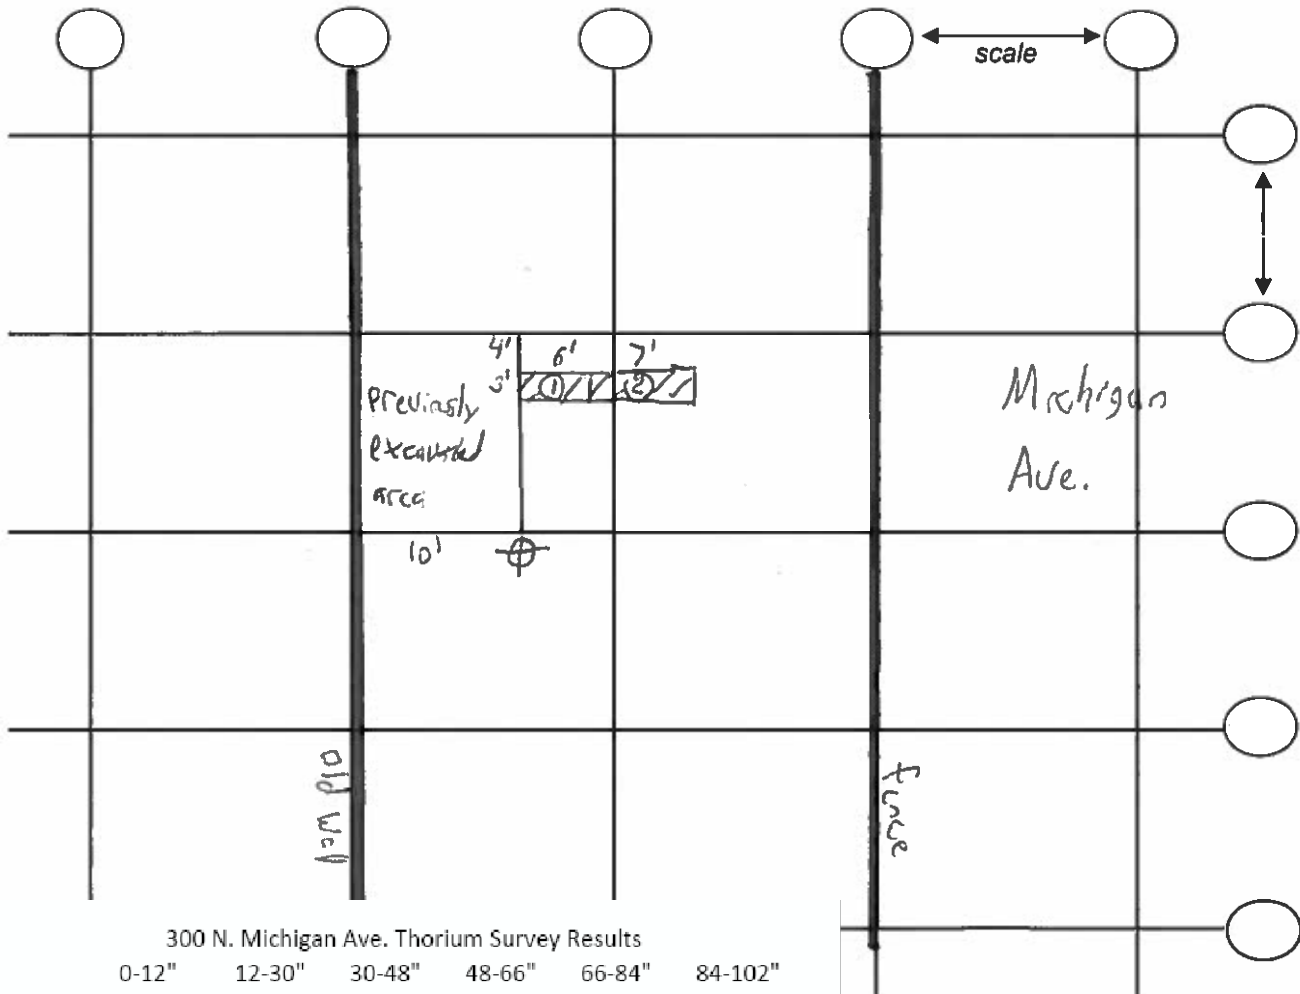 scale
4' 6' 7'
3' 1 2
previously
excavated
area
10'
Michigan
Ave.
old wall
fence
300 N. Michigan Ave. Thorium Survey Results
0-12" 12-30" 30-48" 48-66" 66-84" 84-102"